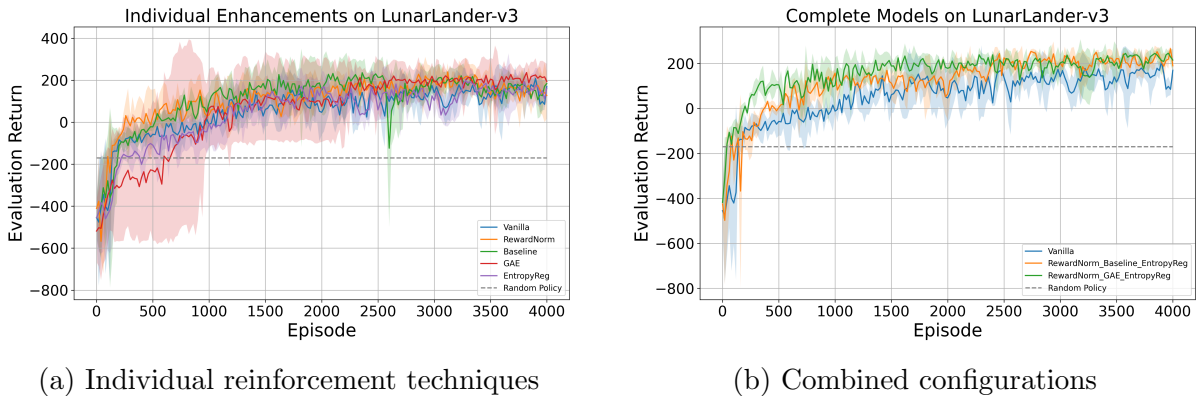 Individual Enhancements on LunarLander-v3
Evaluation Return
400
200
0
−200
−400
−600
−800
0 500 1000 1500 2000 2500 3000 3500 4000
Episode
Vanilla
RewardNorm
Baseline
GAE
EntropyReg
Random Policy
(a) Individual reinforcement techniques
Complete Models on LunarLander-v3
Evaluation Return
200
0
−200
−400
−600
−800
0 500 1000 1500 2000 2500 3000 3500 4000
Episode
Vanilla
RewardNorm_Baseline_EntropyReg
RewardNorm_GAE_EntropyReg
Random Policy
(b) Combined configurations